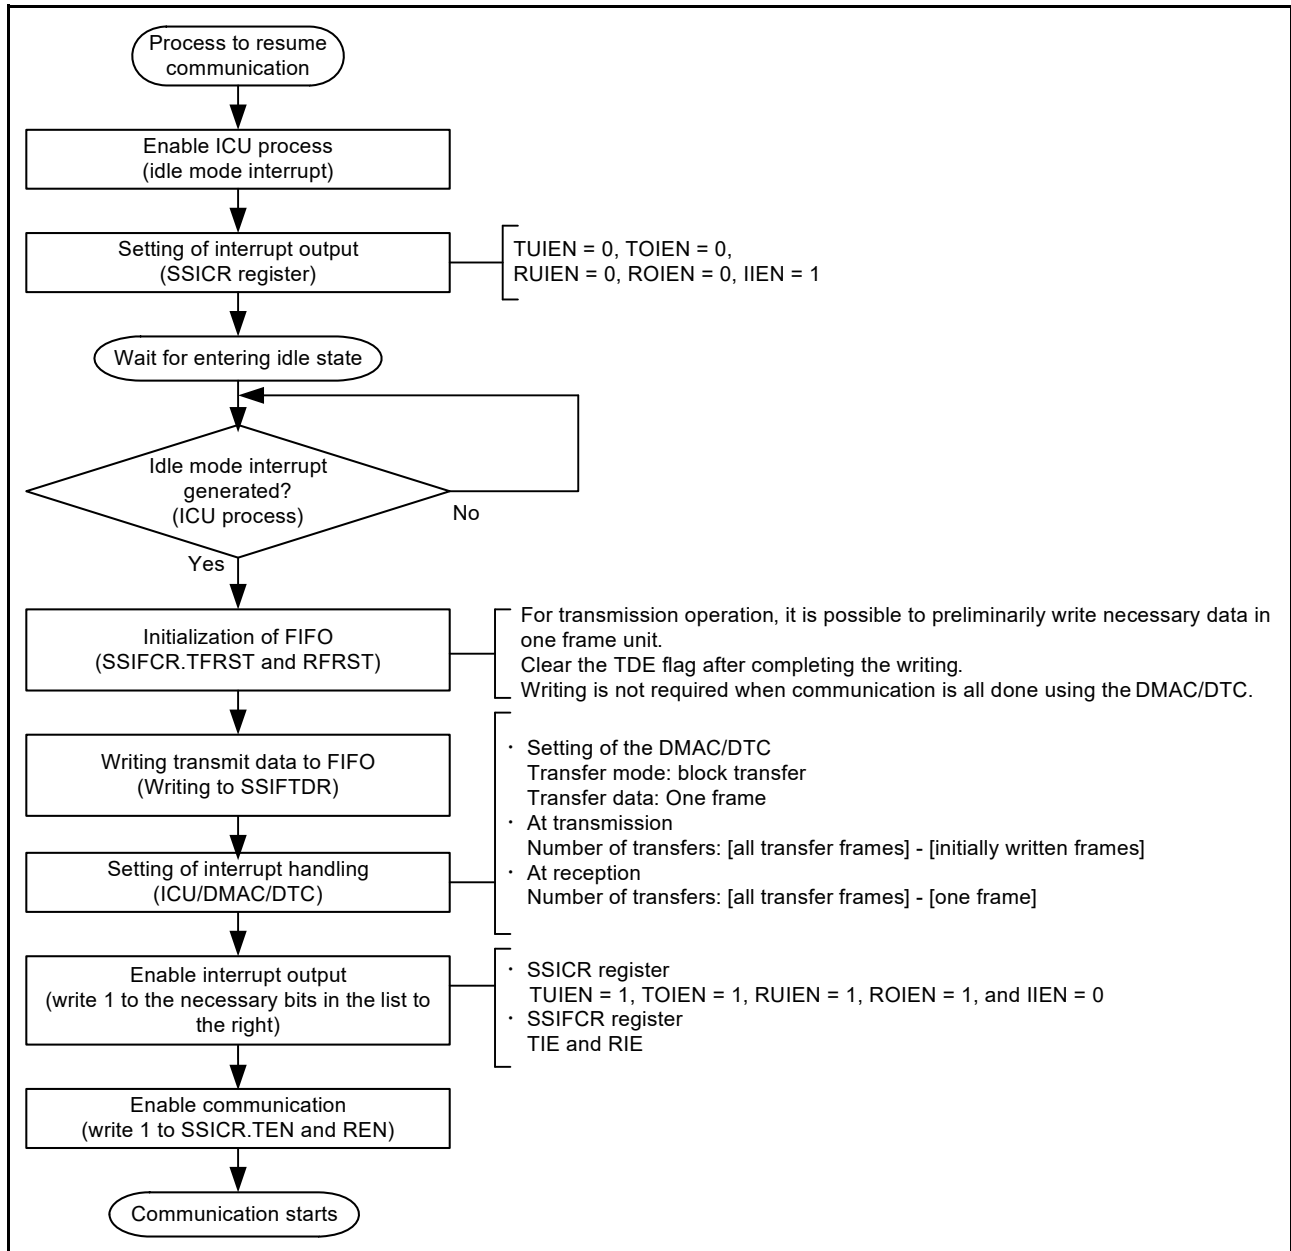 Process to resume
communication
Enable ICU process
(idle mode interrupt)
Setting of interrupt output
(SSICR register)
TUIEN = 0, TOIEN = 0,
RUIEN = 0, ROIEN = 0, IIEN = 1
Wait for entering idle state
Idle mode interrupt
generated?
(ICU process)
No
Yes
Initialization of FIFO
(SSIFCR.TFRST and RFRST)
For transmission operation, it is possible to preliminarily write necessary data in
one frame unit.
Clear the TDE flag after completing the writing.
Writing is not required when communication is all done using the DMAC/DTC.
Writing transmit data to FIFO
(Writing to SSIFTDR)
Setting of interrupt handling
(ICU/DMAC/DTC)
· Setting of the DMAC/DTC
Transfer mode: block transfer
Transfer data: One frame
· At transmission
Number of transfers: [all transfer frames] - [initially written frames]
· At reception
Number of transfers: [all transfer frames] - [one frame]
Enable interrupt output
(write 1 to the necessary bits in the list to
the right)
· SSICR register
TUIEN = 1, TOIEN = 1, RUIEN = 1, ROIEN = 1, and IIEN = 0
· SSIFCR register
TIE and RIE
Enable communication
(write 1 to SSICR.TEN and REN)
Communication starts